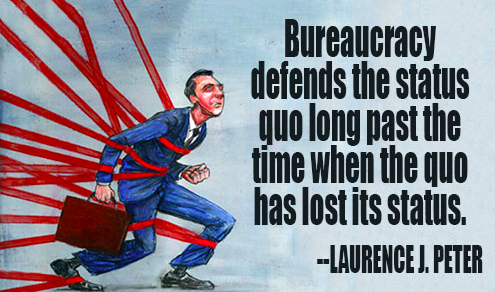 Bureaucracy
defends the status
quo long past the
time when the quo
has lost its status.
--LAURENCE J. PETER